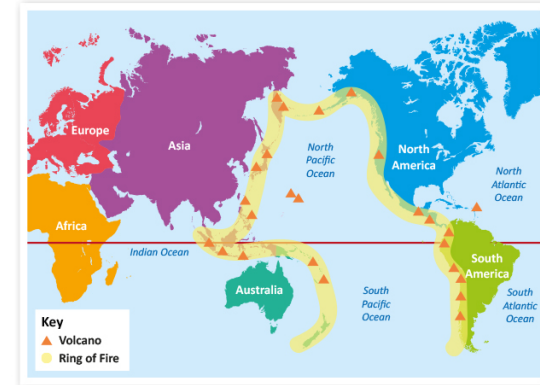 Europe
Asia
North
America
North
Pacific
Ocean
North
Atlantic
Ocean
Africa
Indian Ocean
South
America
Australia
South
Pacific
Ocean
South
Atlantic
Ocean
Key
Volcano
Ring of Fire